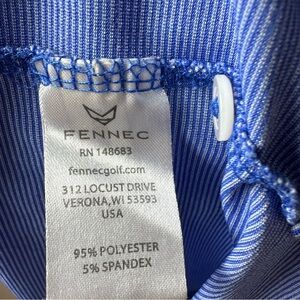 FENNEC
RN 148683
fennecgolf.com
312 LOCUST DRIVE
VERONA,WI 53593
USA
95% POLYESTER
5% SPANDEX